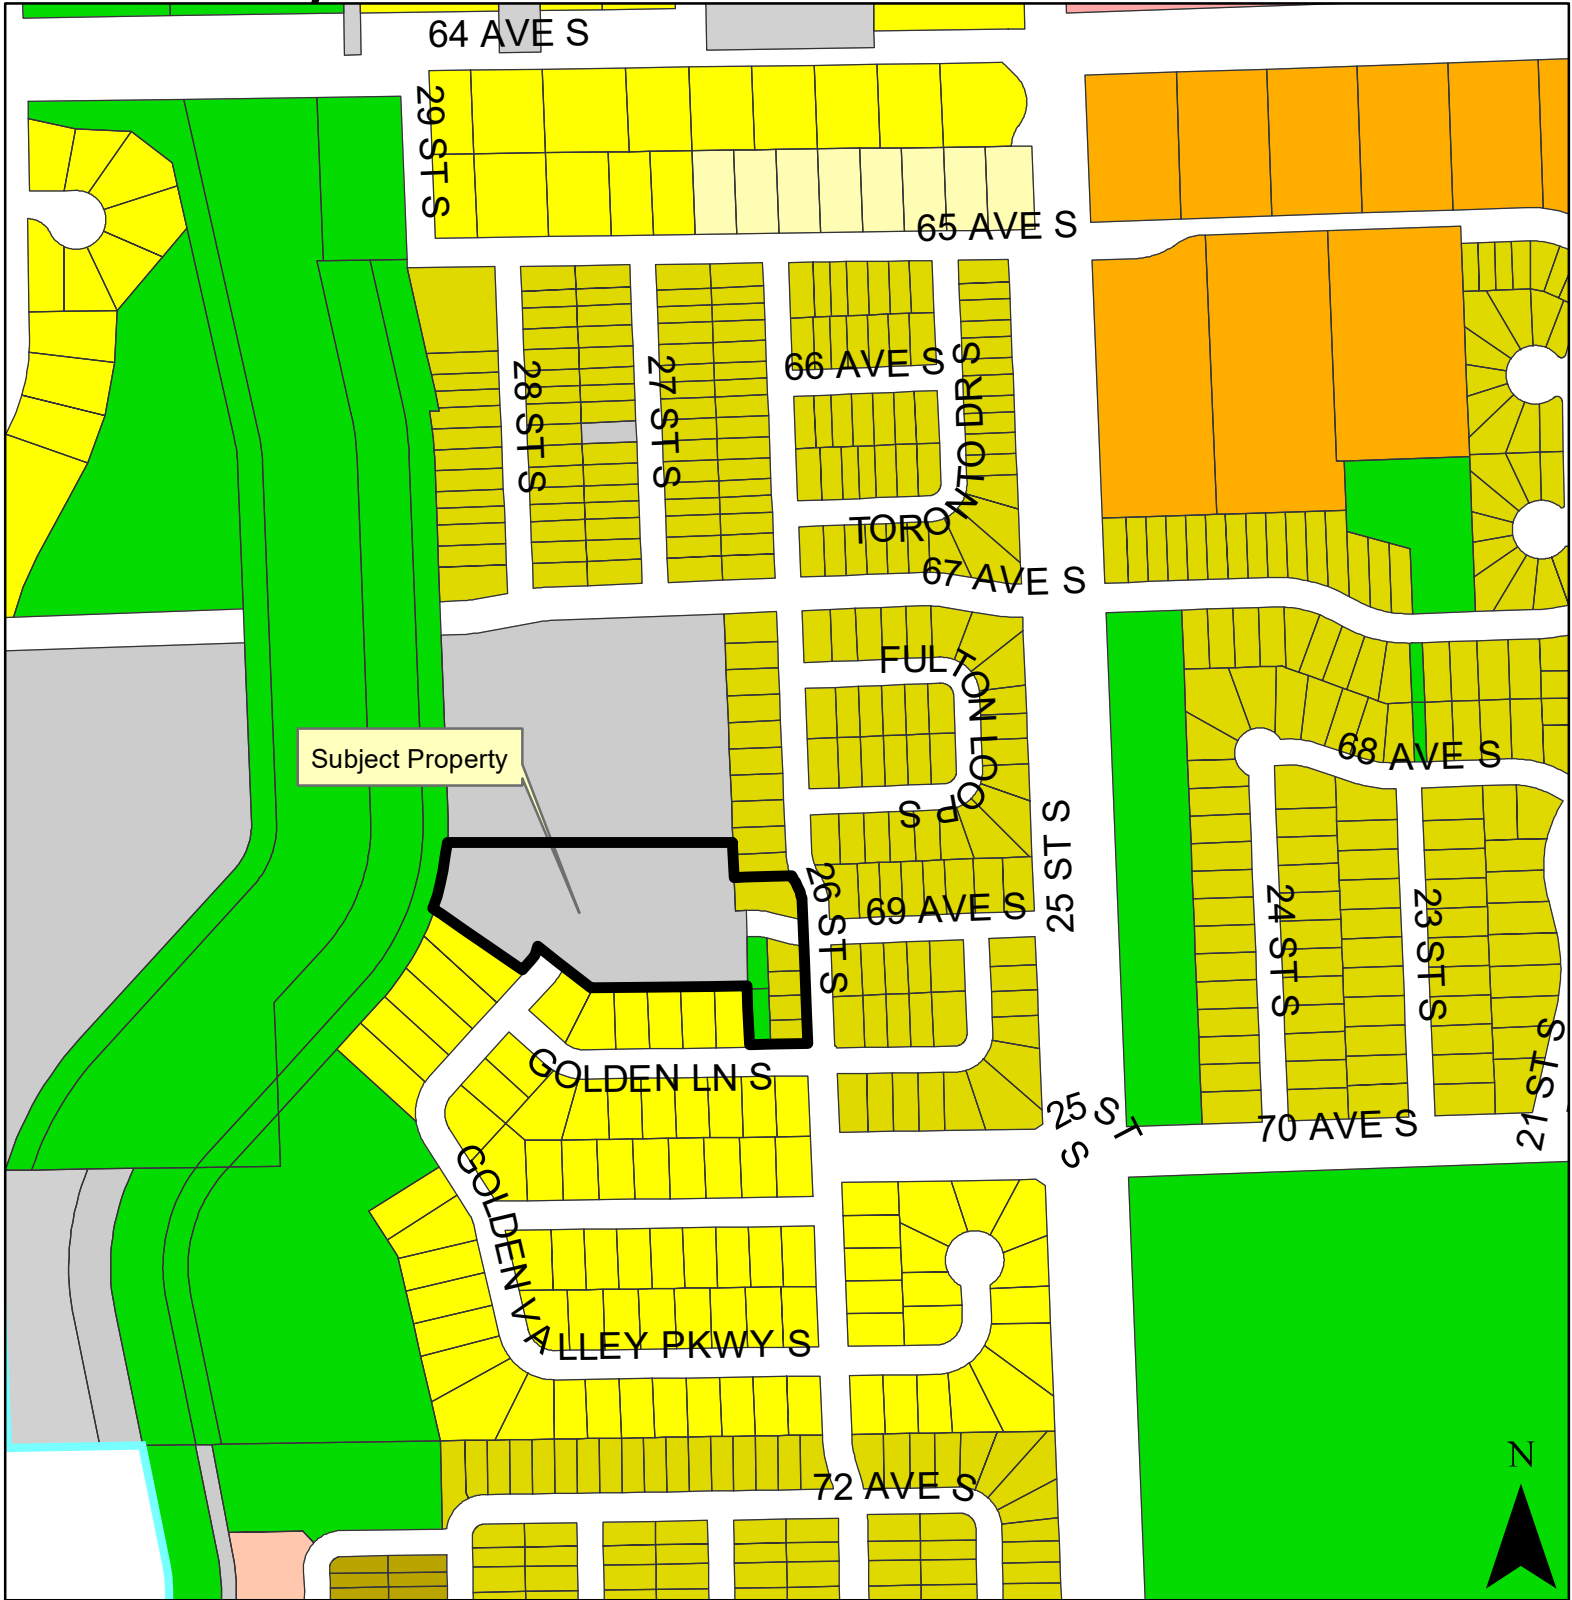 64 AVE S
29 ST S
65 AVE S
28 ST S
27 ST S
66 AVE S
TORONTO DR S
67 AVE S
FULTON LOOP S
Subject Property
68 AVE S
25 ST S
26 ST S
69 AVE S
24 ST S
23 ST S
21 ST S
GOLDEN LN S
25 ST S
70 AVE S
GOLDEN VALLEY PKWY S
72 AVE S
N